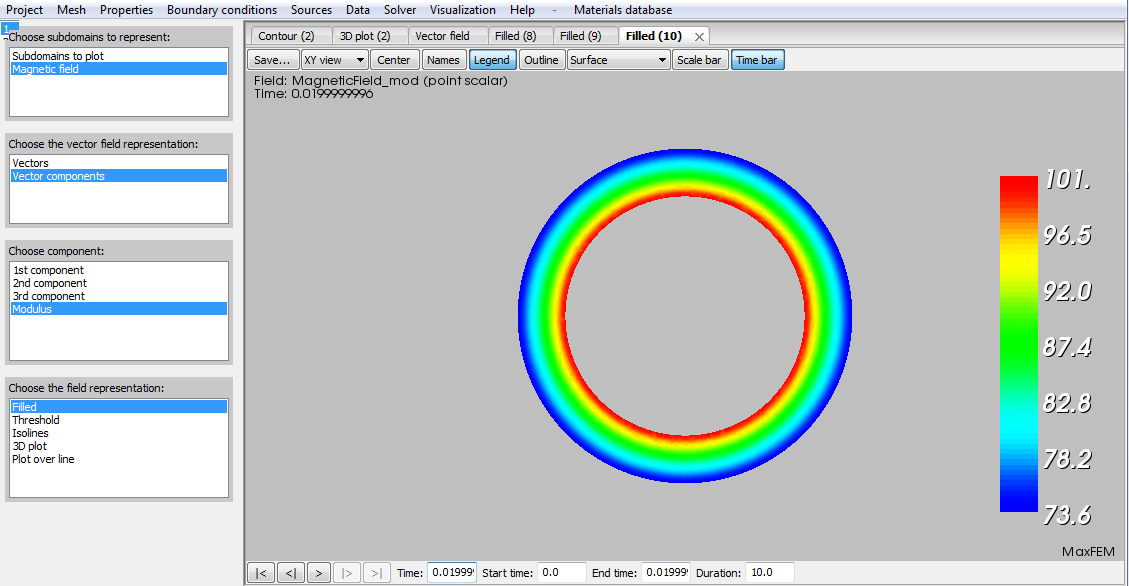 Project Mesh Properties Boundary conditions Sources Data Solver Visualization Help - Materials database
1
Choose subdomains to represent:
Subdomains to plot
Magnetic field
Choose the vector field representation:
Vectors
Vector components
Choose component:
1st component
2nd component
3rd component
Modulus
Choose the field representation:
Filled
Threshold
Isolines
3D plot
Plot over line
Contour (2) 3D plot (2) Vector field Filled (8) Filled (9) Filled (10)
Save... XY view Center Names Legend Outline Surface Scale bar Time bar
Field: MagneticField_mod (point scalar)
Time: 0.0199999996
101.
96.5
92.0
87.4
82.8
78.2
73.6
MaxFEM
|< <| > |> >| Time: 0.01999 Start time: 0.0 End time: 0.01999 Duration: 10.0